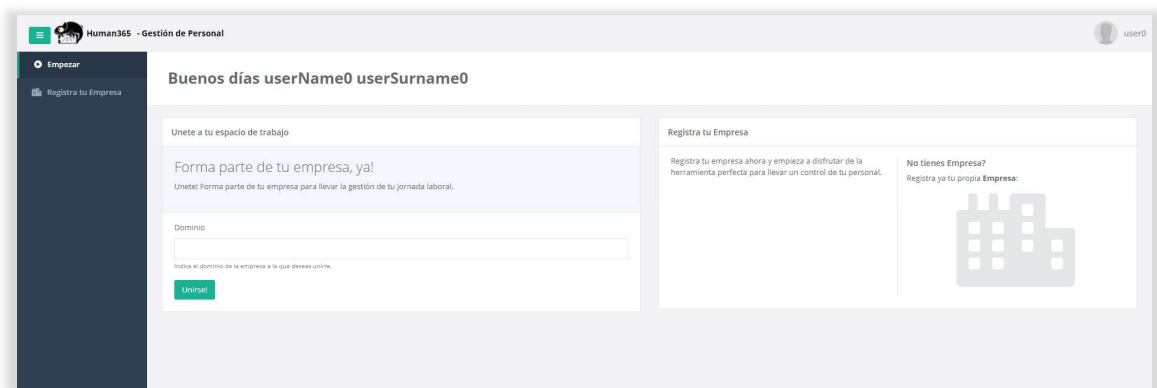 Human365 - Gestión de Personal
user0
Empezar
Registra tu Empresa
Buenos días userName0 userSurname0
Unete a tu espacio de trabajo
Forma parte de tu empresa, ya!
Unete! Forma parte de tu empresa para llevar la gestión de tu jornada laboral.
Dominio
Indica el dominio de la empresa a la que deseas unirte.
Unirse!
Registra tu Empresa
Registra tu empresa ahora y empieza a disfrutar de la
herramienta perfecta para llevar un control de tu personal.
No tienes Empresa?
Registra ya tu propia Empresa: